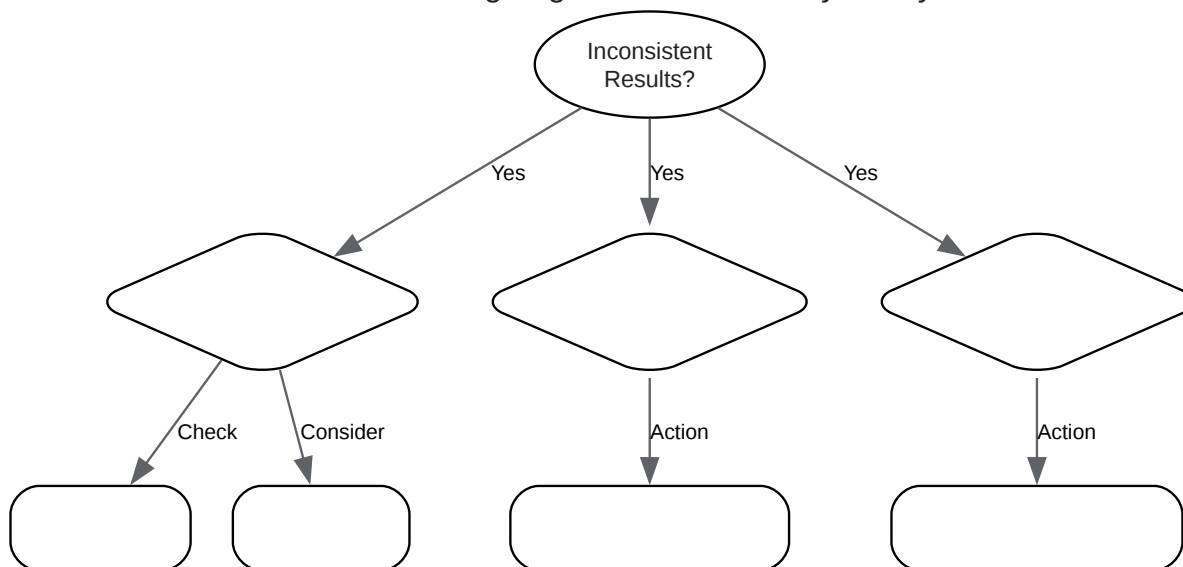 Inconsistent
Results?
Yes
Yes
Yes
Check
Consider
Action
Action